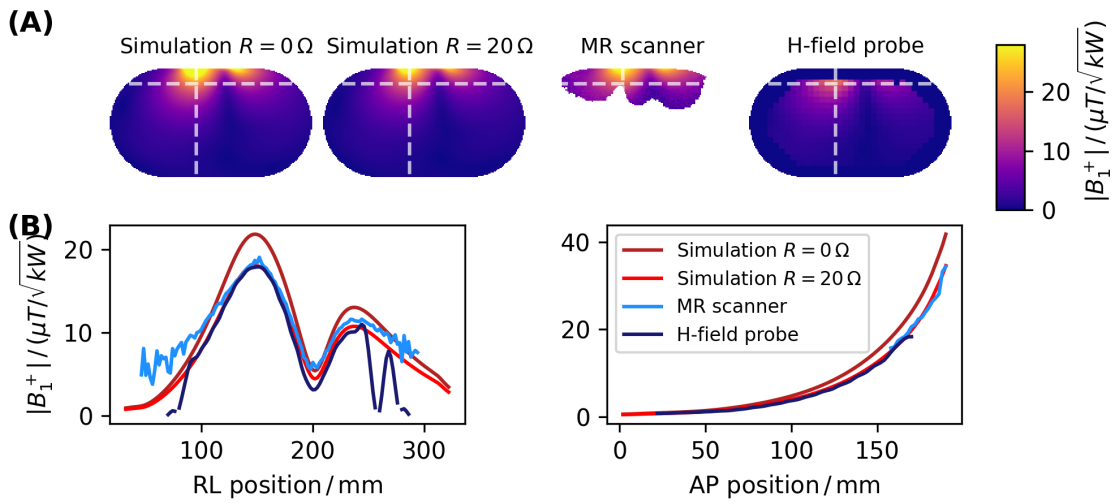 (A)
Simulation R = 0 Ω
Simulation R = 20 Ω
MR scanner
H-field probe
20
10
0
|B₁⁺| / (μT/√kW)
(B)
|B₁⁺| / (μT/√kW)
20
10
0
100
200
300
RL position / mm
40
20
0
0
50
100
150
AP position / mm
Simulation R = 0 Ω
Simulation R = 20 Ω
MR scanner
H-field probe